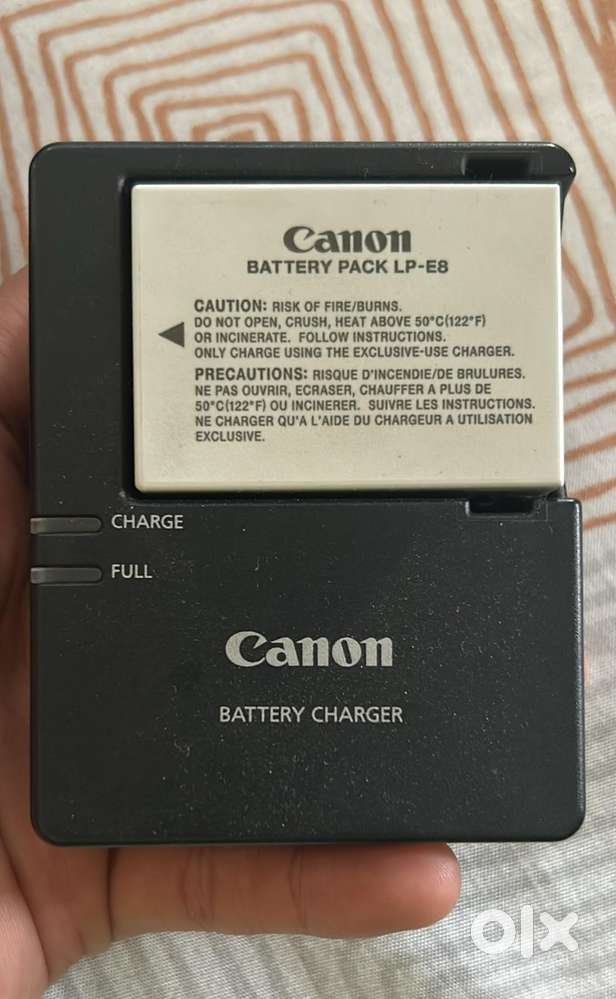 Canon
BATTERY PACK LP-E8
CAUTION: RISK OF FIRE/BURNS.
DO NOT OPEN, CRUSH, HEAT ABOVE 50°C(122°F)
OR INCINERATE. FOLLOW INSTRUCTIONS.
ONLY CHARGE USING THE EXCLUSIVE-USE CHARGER.
PRECAUTIONS: RISQUE D'INCENDIE/DE BRULURES.
NE PAS OUVRIR, ECRASER, CHAUFFER A PLUS DE
50°C(122°F) OU INCINERER. SUIVRE LES INSTRUCTIONS.
NE CHARGER QU'A L'AIDE DU CHARGEUR A UTILISATION
EXCLUSIVE.
CHARGE
FULL
Canon
BATTERY CHARGER
olx